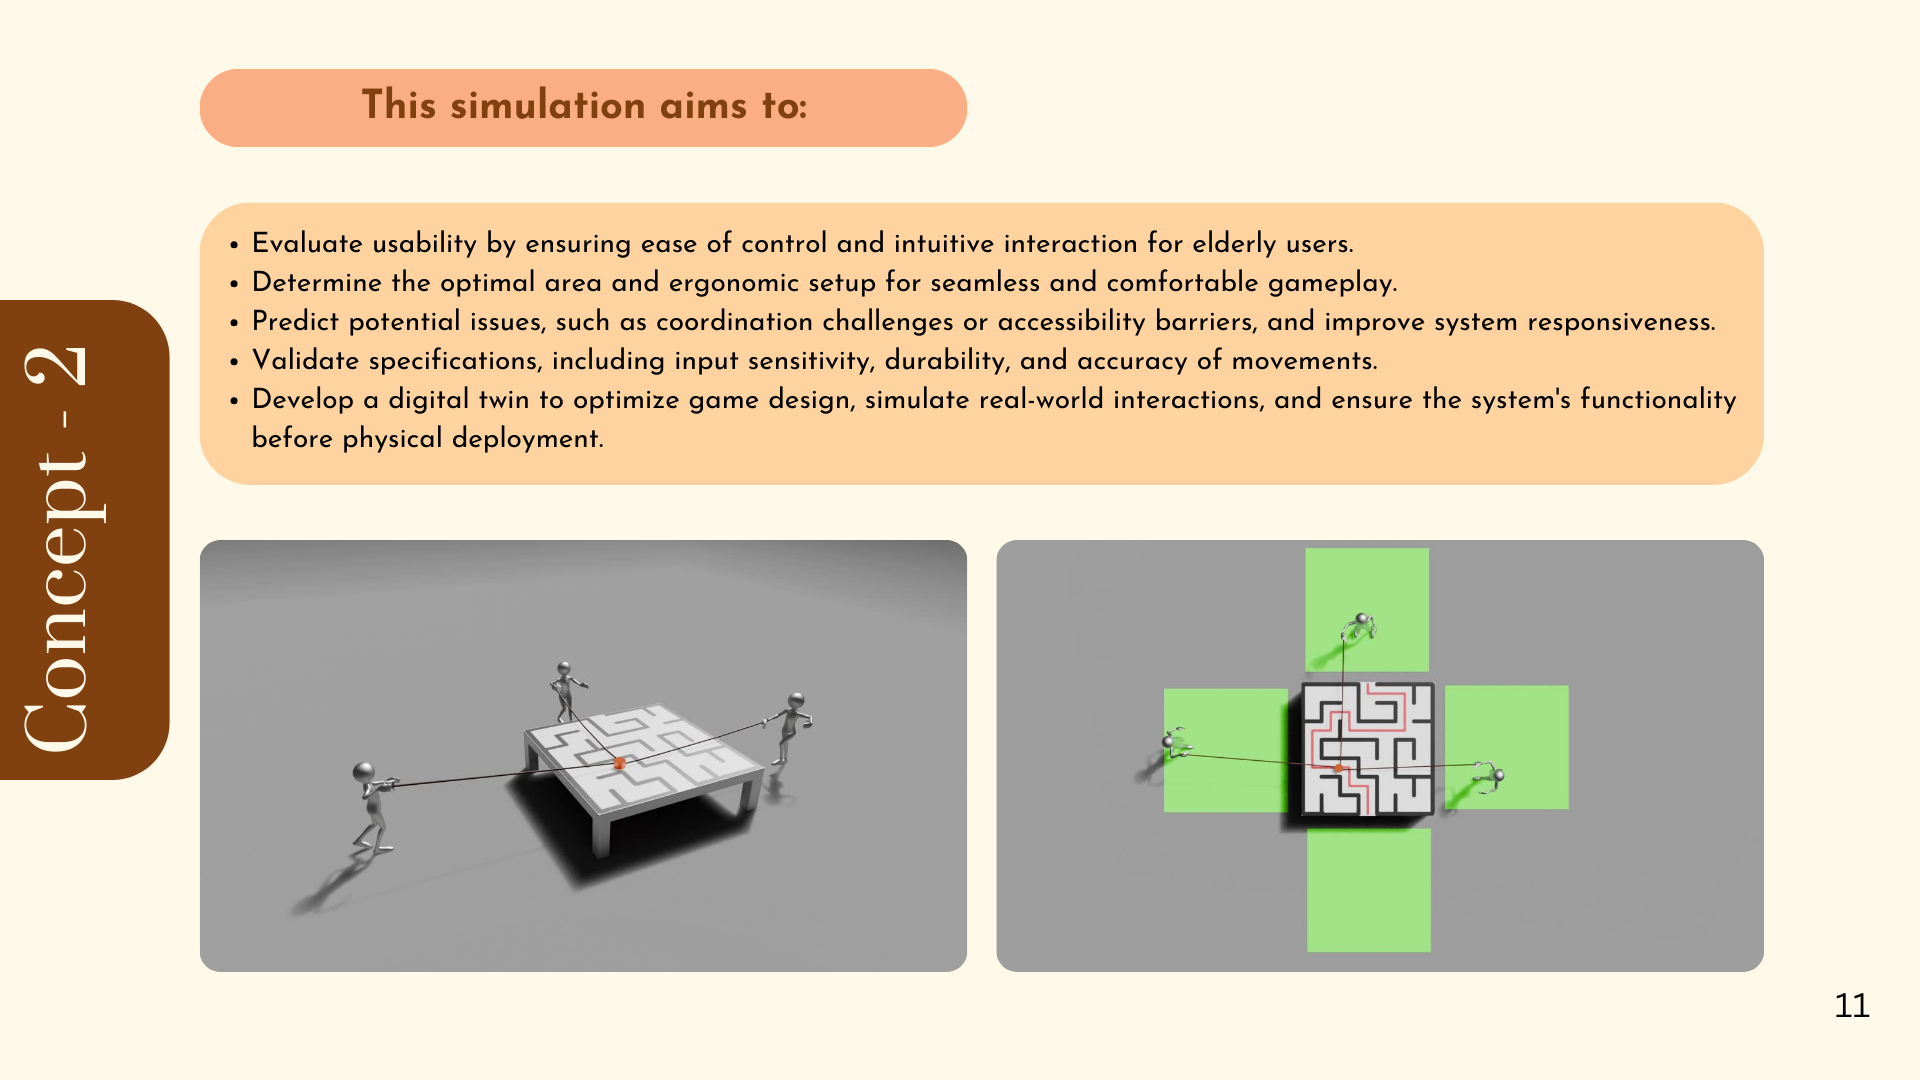 This simulation aims to:
• Evaluate usability by ensuring ease of control and intuitive interaction for elderly users.
• Determine the optimal area and ergonomic setup for seamless and comfortable gameplay.
• Predict potential issues, such as coordination challenges or accessibility barriers, and improve system responsiveness.
• Validate specifications, including input sensitivity, durability, and accuracy of movements.
• Develop a digital twin to optimize game design, simulate real-world interactions, and ensure the system's functionality
before physical deployment.
Concept - 2
11